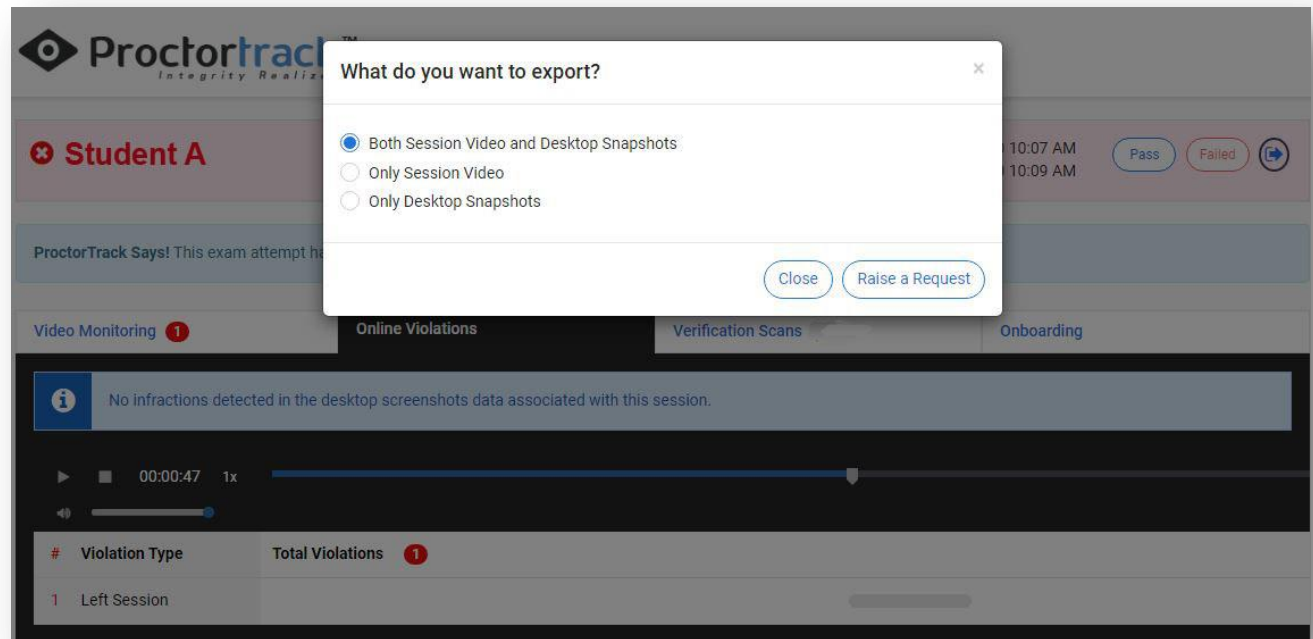 Proctortrack™
Integrity Realiz
What do you want to export?
×
Both Session Video and Desktop Snapshots
Only Session Video
Only Desktop Snapshots
Close Raise a Request
Student A
10:07 AM
10:09 AM
Pass Failed
ProctorTrack Says! This exam attempt
Video Monitoring 1 Online Violations Verification Scans Onboarding
No infractions detected in the desktop screenshots data associated with this session.
00:00:47 1x
# Violation Type Total Violations 1
1 Left Session